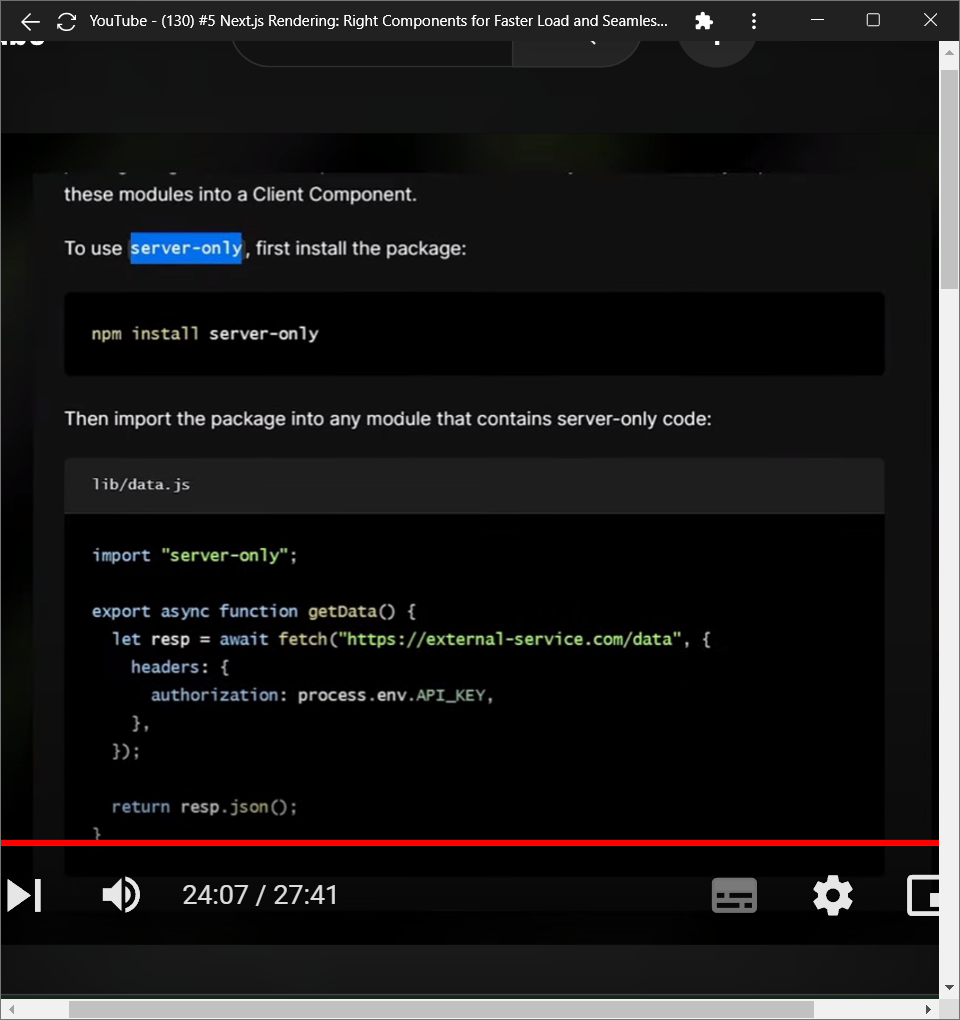 YouTube - (130) #5 Next.js Rendering: Right Components for Faster Load and Seamles...
these modules into a Client Component.
To use server-only, first install the package:
npm install server-only
Then import the package into any module that contains server-only code:
lib/data.js
import "server-only";
export async function getData() {
let resp = await fetch("https://external-service.com/data", {
headers: {
authorization: process.env.API_KEY,
},
});
return resp.json();
}
24:07 / 27:41